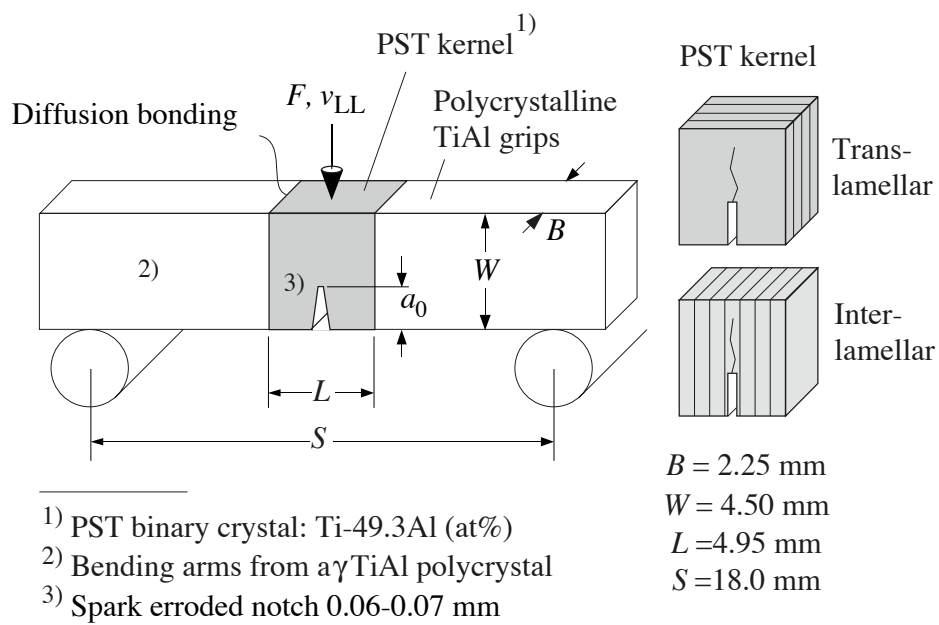 PST kernel1)
PST kernel
Diffusion bonding
F, vLL
Polycrystalline
TiAl grips
Trans-
lamellar
B
2)
3)
W
a0
Inter-
lamellar
L
S
B = 2.25 mm
W = 4.50 mm
L =4.95 mm
S =18.0 mm
1) PST binary crystal: Ti-49.3Al (at%)
2) Bending arms from aγTiAl polycrystal
3) Spark erroded notch 0.06-0.07 mm